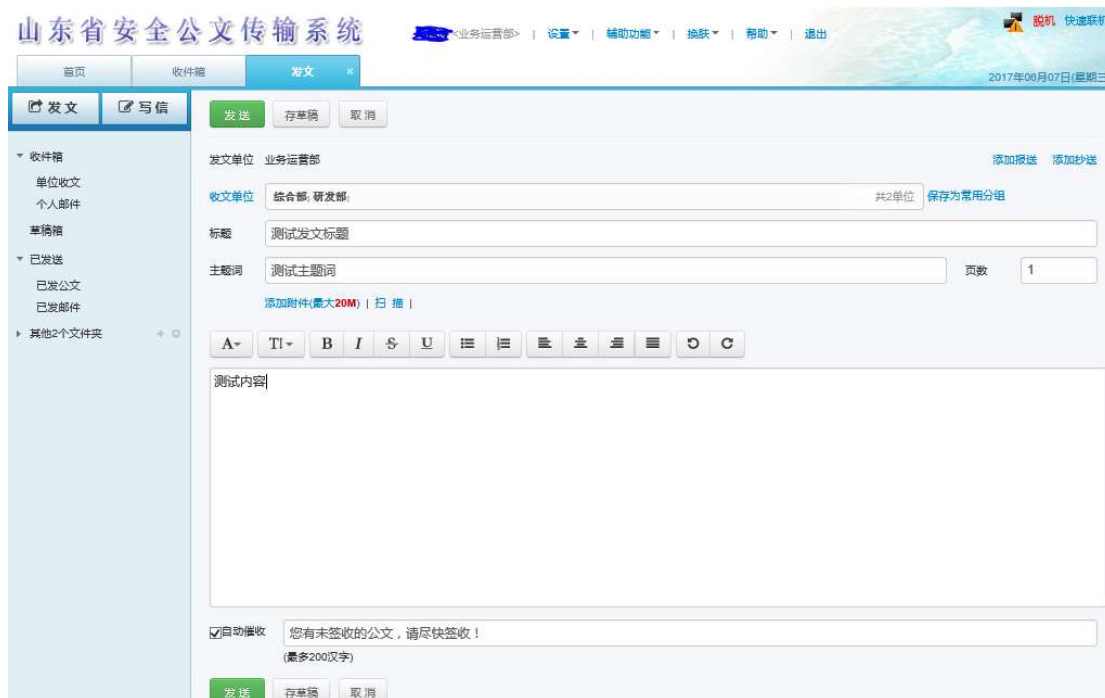 山东省安全公文传输系统
<业务运营部> | 设置 | 辅助功能 | 换肤 | 帮助 | 退出
脱机 快速联机
首页 收件箱 发文 ×
2017年06月07日(星期三
发文 写信
发送 存草稿 取消
收件箱
单位收文
个人邮件
草稿箱
已发送
已发公文
已发邮件
其他2个文件夹
发文单位 业务运营部 添加报送 添加抄送
收文单位 综合部; 研发部; 共2单位 保存为常用分组
标题 测试发文标题
主题词 测试主题词 页数 1
添加附件(最大20M) | 扫 描 |
A TI B I S U
测试内容
自动催收 您有未签收的公文，请尽快签收！
(最多200汉字)
发送 存草稿 取消